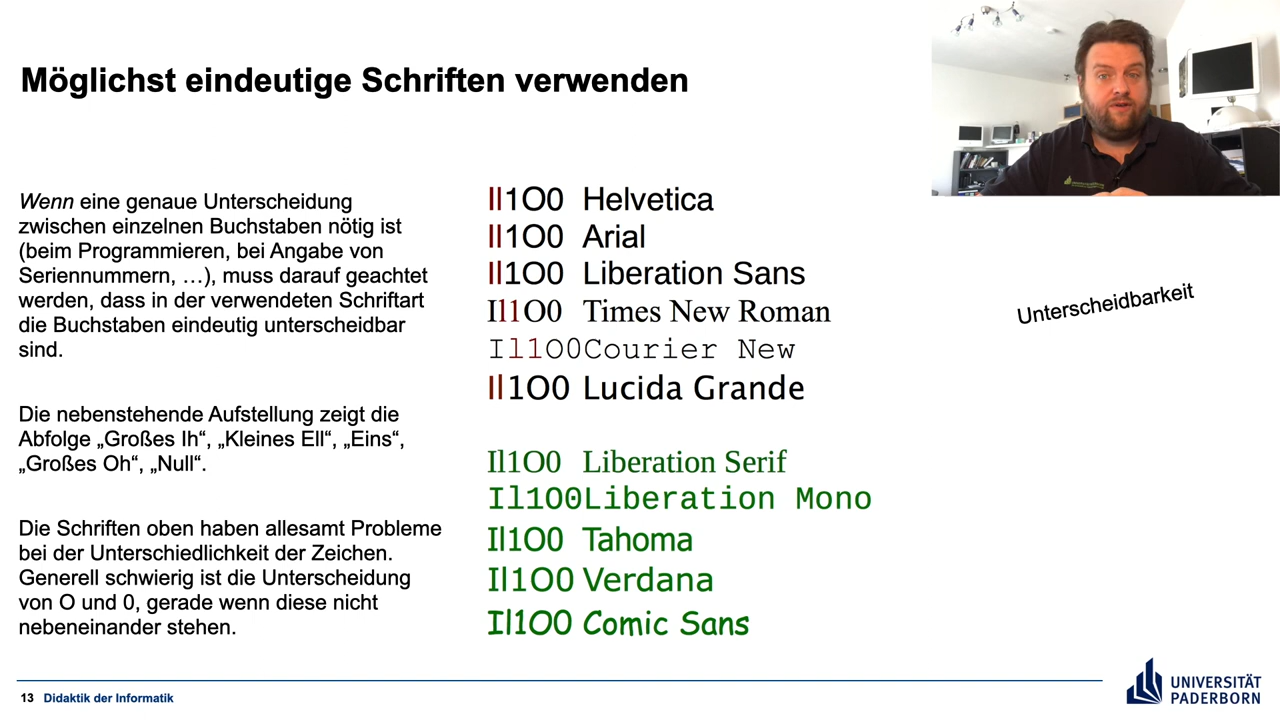 Möglichst eindeutige Schriften verwenden
Wenn eine genaue Unterscheidung
zwischen einzelnen Buchstaben nötig ist
(beim Programmieren, bei Angabe von
Seriennummern, …), muss darauf geachtet
werden, dass in der verwendeten Schriftart
die Buchstaben eindeutig unterscheidbar
sind.
Die nebenstehende Aufstellung zeigt die
Abfolge „Großes Ih“, „Kleines Ell“, „Eins“,
„Großes Oh“, „Null“.
Die Schriften oben haben allesamt Probleme
bei der Unterschiedlichkeit der Zeichen.
Generell schwierig ist die Unterscheidung
von O und 0, gerade wenn diese nicht
nebeneinander stehen.
Il1O0 Helvetica
Il1O0 Arial
Il1O0 Liberation Sans
Il1O0 Times New Roman
Il1O0Courier New
Il1O0 Lucida Grande
Il1O0 Liberation Serif
Il1O0Liberation Mono
Il1O0 Tahoma
Il1O0 Verdana
Il1O0 Comic Sans
Unterscheidbarkeit
13 Didaktik der Informatik
UNIVERSITÄT
PADERBORN